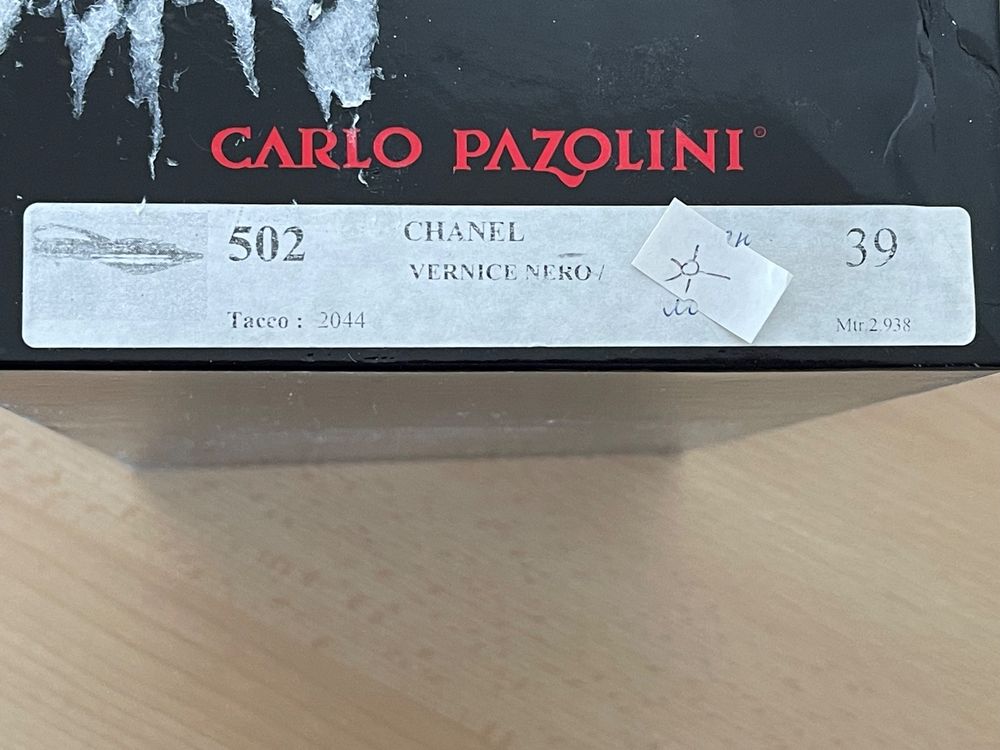 CARLO PAZOLINI®
502 CHANEL 39
VERNICE NERO /
Tacco : 2044 Mtr.2.938